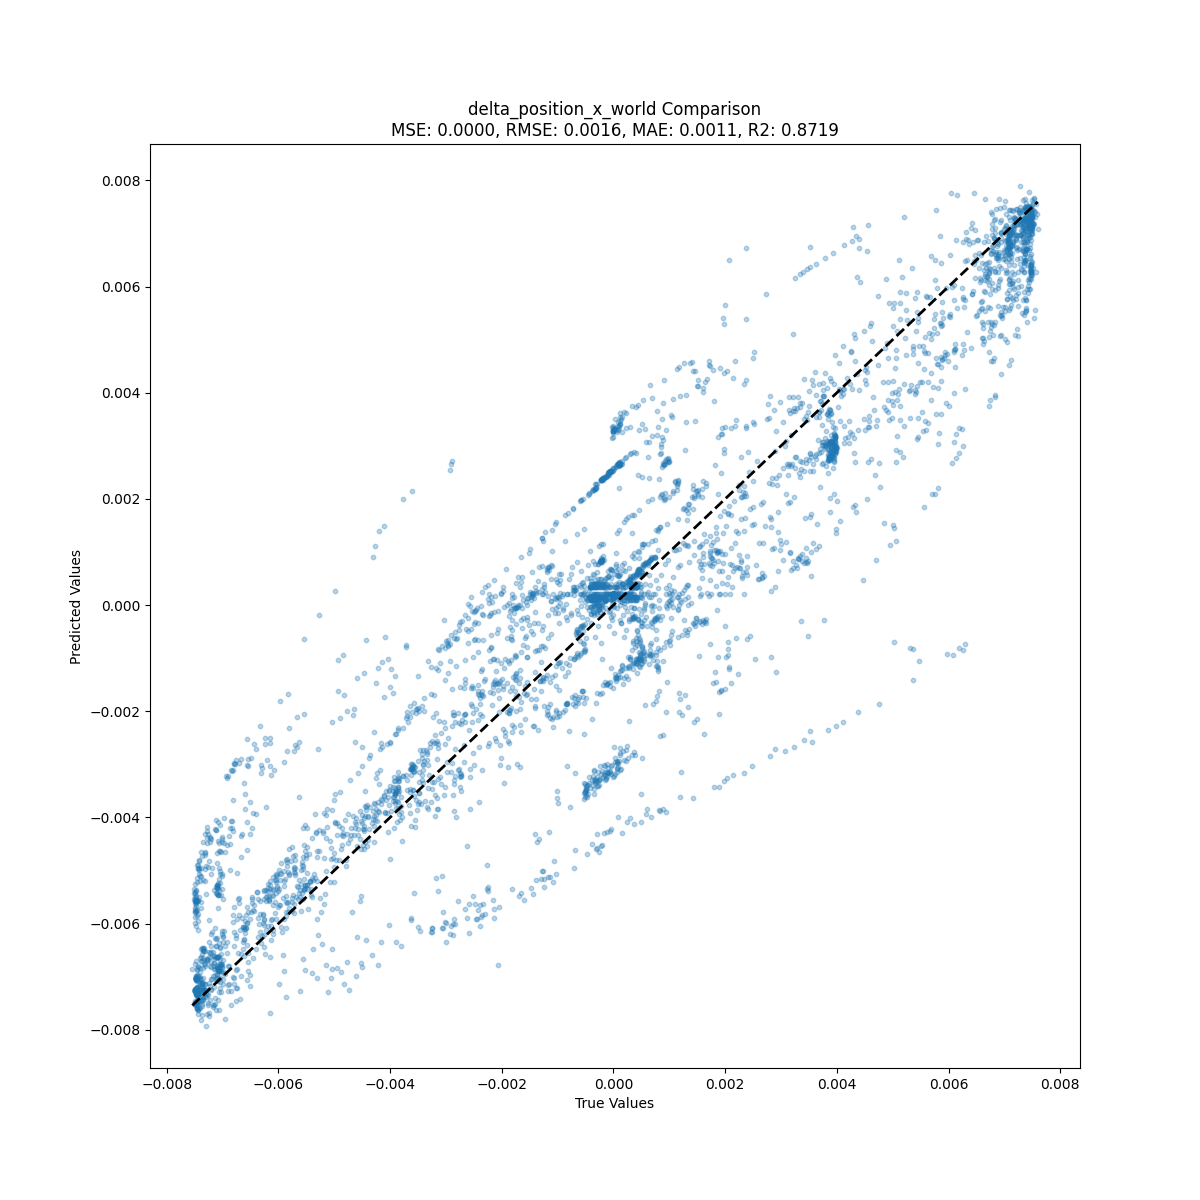 delta_position_x_world Comparison
MSE: 0.0000, RMSE: 0.0016, MAE: 0.0011, R2: 0.8719
0.008
0.006
0.004
0.002
0.000
−0.002
−0.004
−0.006
−0.008
Predicted Values
−0.008 −0.006 −0.004 −0.002 0.000 0.002 0.004 0.006 0.008
True Values